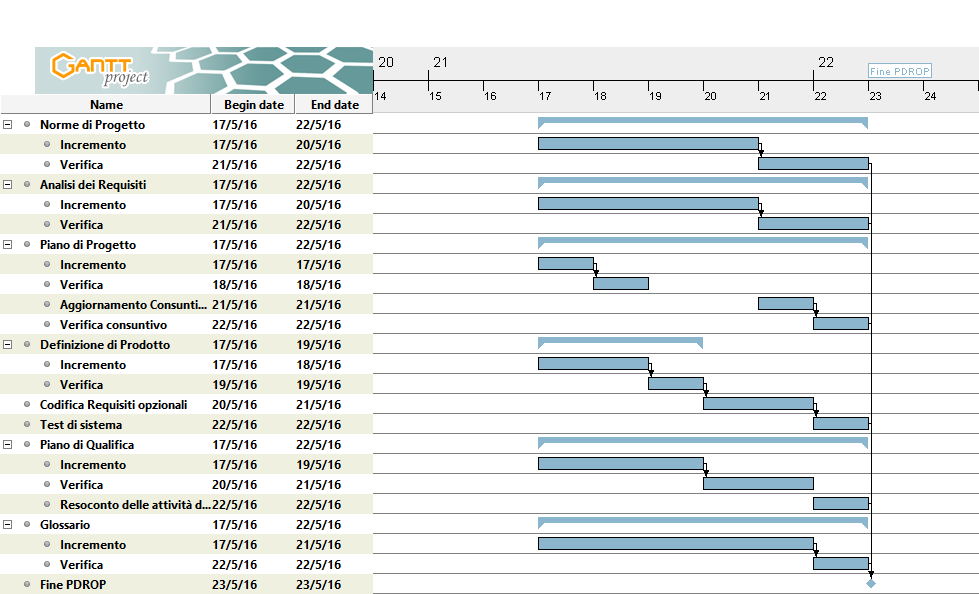 GANTT
project
20 21 22
Fine PDROP
14 15 16 17 18 19 20 21 22 23 24
Name Begin date End date
Norme di Progetto 17/5/16 22/5/16
Incremento 17/5/16 20/5/16
Verifica 21/5/16 22/5/16
Analisi dei Requisiti 17/5/16 22/5/16
Incremento 17/5/16 20/5/16
Verifica 21/5/16 22/5/16
Piano di Progetto 17/5/16 22/5/16
Incremento 17/5/16 17/5/16
Verifica 18/5/16 18/5/16
Aggiornamento Consunti... 21/5/16 21/5/16
Verifica consuntivo 22/5/16 22/5/16
Definizione di Prodotto 17/5/16 19/5/16
Incremento 17/5/16 18/5/16
Verifica 19/5/16 19/5/16
Codifica Requisiti opzionali 20/5/16 21/5/16
Test di sistema 22/5/16 22/5/16
Piano di Qualifica 17/5/16 22/5/16
Incremento 17/5/16 19/5/16
Verifica 20/5/16 21/5/16
Resoconto delle attività d... 22/5/16 22/5/16
Glossario 17/5/16 22/5/16
Incremento 17/5/16 21/5/16
Verifica 22/5/16 22/5/16
Fine PDROP 23/5/16 23/5/16